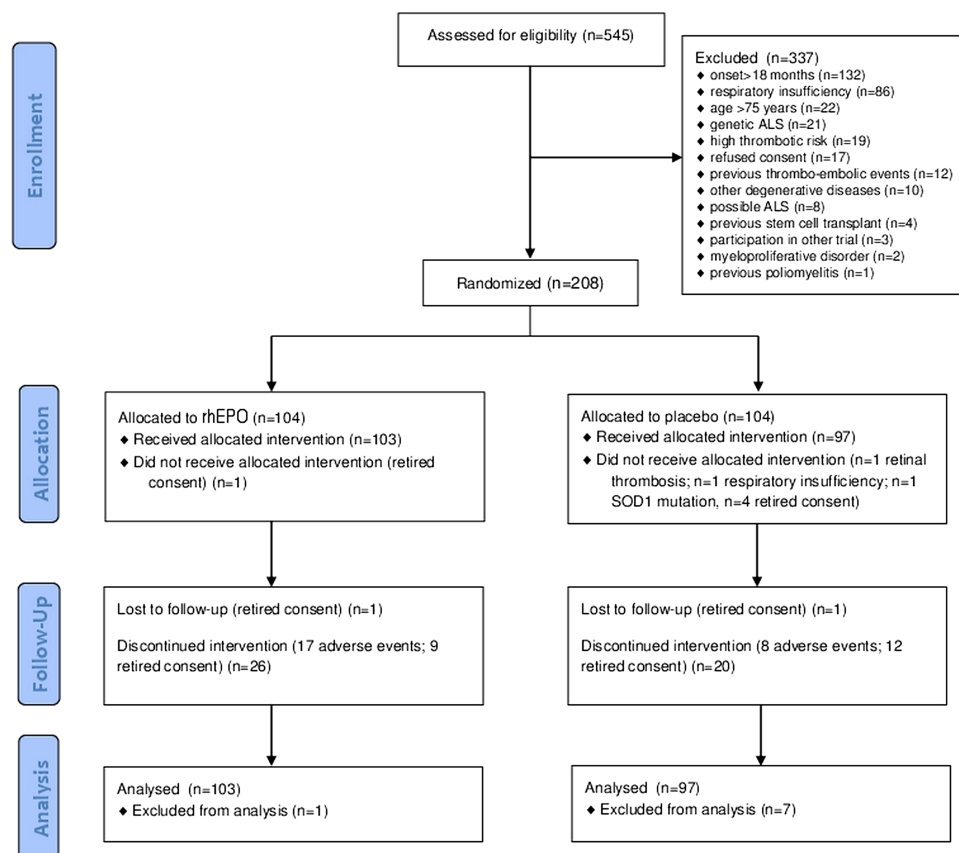 Enrollment
Assessed for eligibility (n=545)
Excluded (n=337)
♦ onset>18 months (n=132)
♦ respiratory insufficiency (n=86)
♦ age >75 years (n=22)
♦ genetic ALS (n=21)
♦ high thrombotic risk (n=19)
♦ refused consent (n=17)
♦ previous thrombo-embolic events (n=12)
♦ other degenerative diseases (n=10)
♦ possible ALS (n=8)
♦ previous stem cell transplant (n=4)
♦ participation in other trial (n=3)
♦ myeloproliferative disorder (n=2)
♦ previous poliomyelitis (n=1)
Randomized (n=208)
Allocation
Allocated to rhEPO (n=104)
♦ Received allocated intervention (n=103)
♦ Did not receive allocated intervention (retired
consent) (n=1)
Allocated to placebo (n=104)
♦ Received allocated intervention (n=97)
♦ Did not receive allocated intervention (n=1 retinal
thrombosis; n=1 respiratory insufficiency; n=1
SOD1 mutation, n=4 retired consent)
Follow-Up
Lost to follow-up (retired consent) (n=1)
Discontinued intervention (17 adverse events; 9
retired consent) (n=26)
Lost to follow-up (retired consent) (n=1)
Discontinued intervention (8 adverse events; 12
retired consent) (n=20)
Analysis
Analysed (n=103)
♦ Excluded from analysis (n=1)
Analysed (n=97)
♦ Excluded from analysis (n=7)